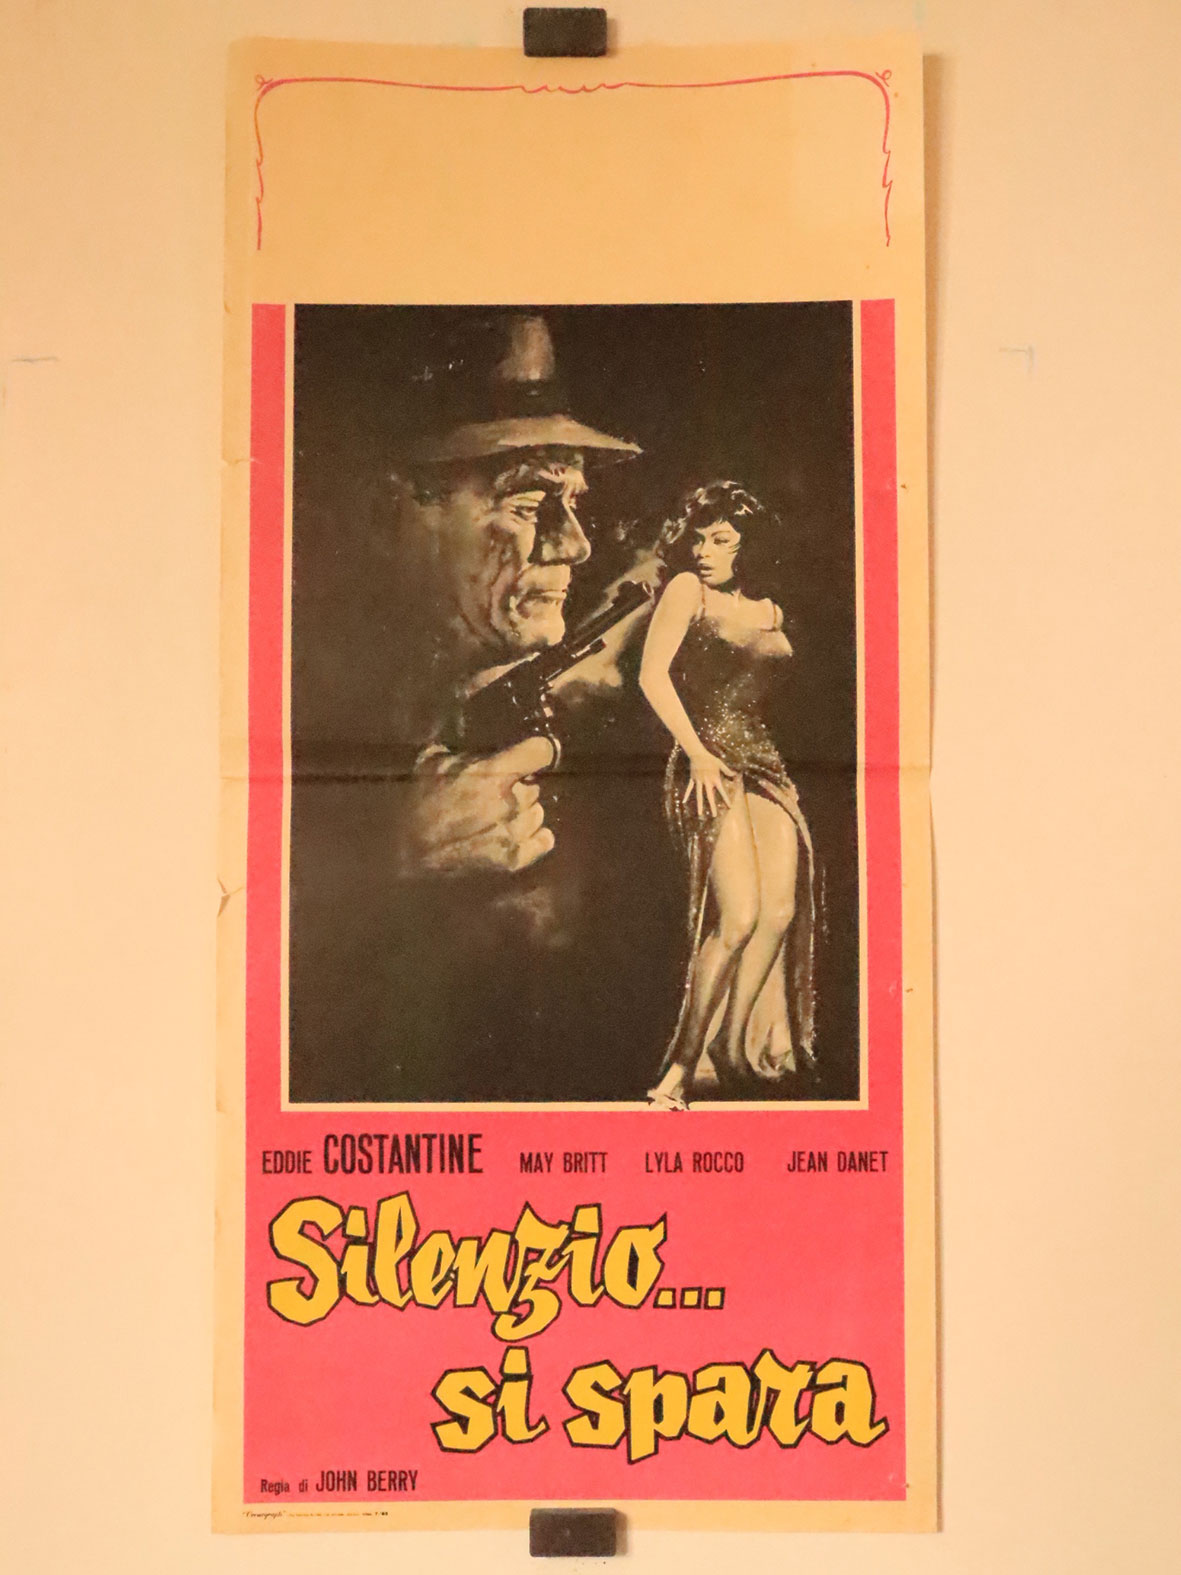 EDDIE COSTANTINE MAY BRITT LYLA ROCCO JEAN DANET
Silenzio...
si spara
Regia di JOHN BERRY